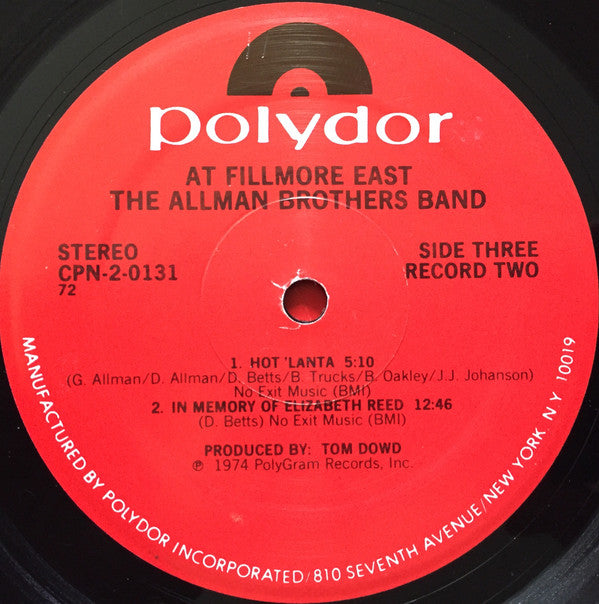 polydor
AT FILLMORE EAST
THE ALLMAN BROTHERS BAND
STEREO
CPN-2-0131
72
SIDE THREE
RECORD TWO
1. HOT 'LANTA 5:10
(G. Allman/D. Allman/D. Betts/B. Trucks/B. Oakley/J.J. Johanson)
No Exit Music (BMI)
2. IN MEMORY OF ELIZABETH REED 12:46
(D. Betts) No Exit Music (BMI)
PRODUCED BY: TOM DOWD
℗ 1974 PolyGram Records, Inc.
MANUFACTURED BY POLYDOR INCORPORATED/810 SEVENTH AVENUE/NEW YORK, N Y 10019